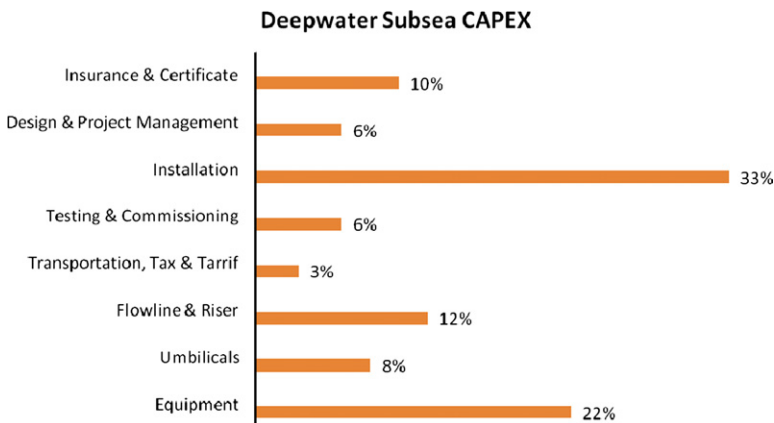 Deepwater Subsea CAPEX
Insurance & Certificate 10%
Design & Project Management 6%
Installation 33%
Testing & Commissioning 6%
Transportation, Tax & Tarrif 3%
Flowline & Riser 12%
Umbilicals 8%
Equipment 22%